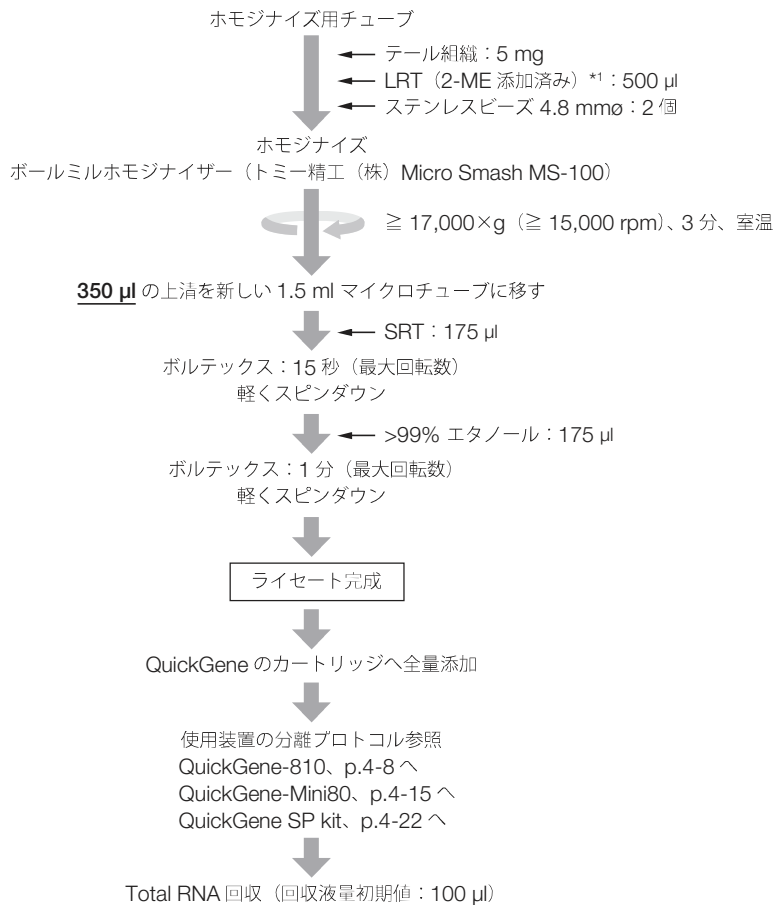 ホモジナイズ用チューブ
テール組織：5 mg
LRT（2-ME 添加済み）*1：500 μl
ステンレスビーズ 4.8 mmø：2 個
ホモジナイズ
ボールミルホモジナイザー（トミー精工（株）Micro Smash MS-100）
≧ 17,000×g（≧ 15,000 rpm）、3 分、室温
350 μl の上清を新しい 1.5 ml マイクロチューブに移す
SRT：175 μl
ボルテックス：15 秒（最大回転数）
軽くスピンダウン
>99% エタノール：175 μl
ボルテックス：1 分（最大回転数）
軽くスピンダウン
ライセート完成
QuickGene のカートリッジへ全量添加
使用装置の分離プロトコル参照
QuickGene-810、p.4-8 へ
QuickGene-Mini80、p.4-15 へ
QuickGene SP kit、p.4-22 へ
Total RNA 回収（回収液量初期値：100 μl）